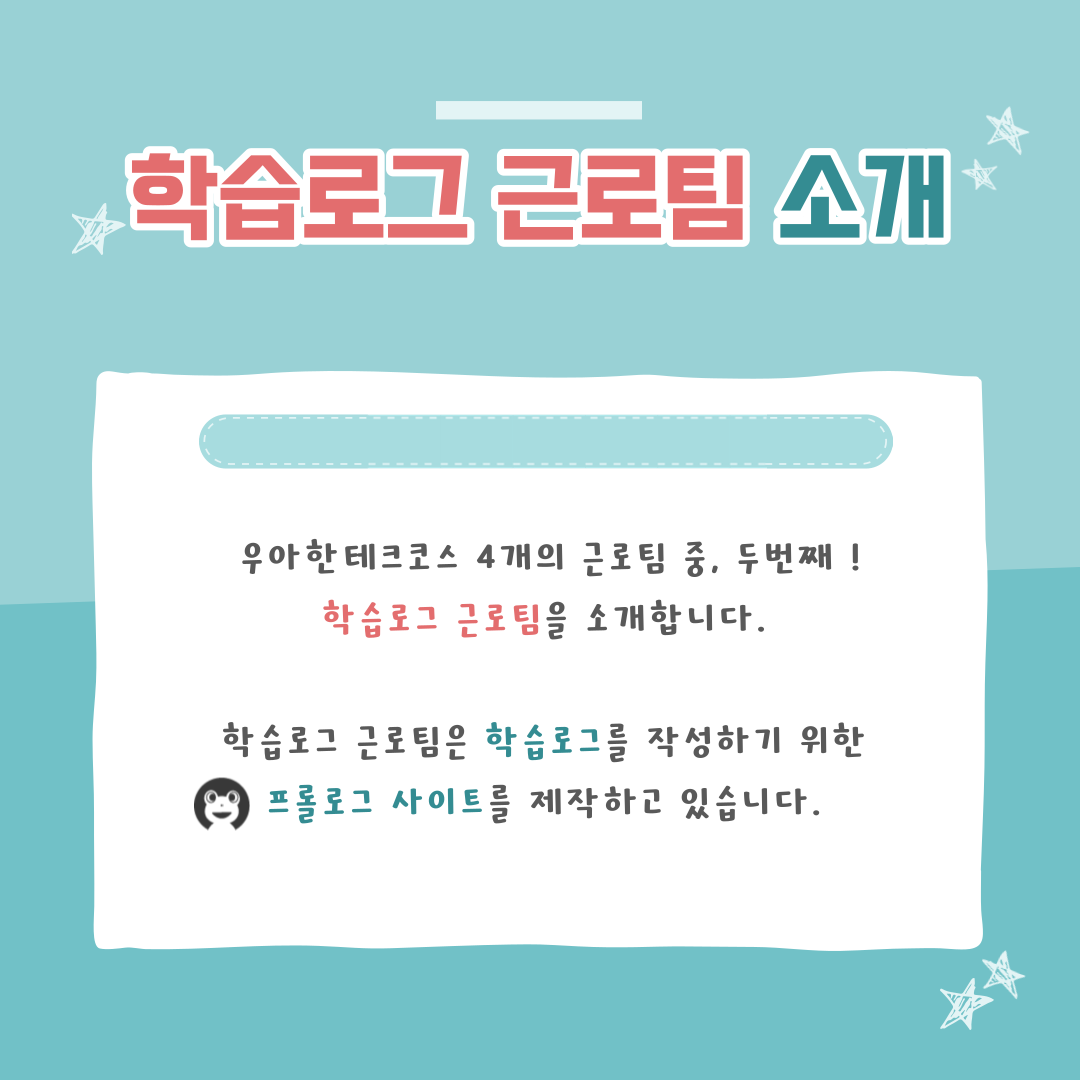 학습로그 근로팀 소개
우아한테크코스 4개의 근로팀 중, 두번째 !
학습로그 근로팀을 소개합니다.
학습로그 근로팀은 학습로그를 작성하기 위한
프롤로그 사이트를 제작하고 있습니다.